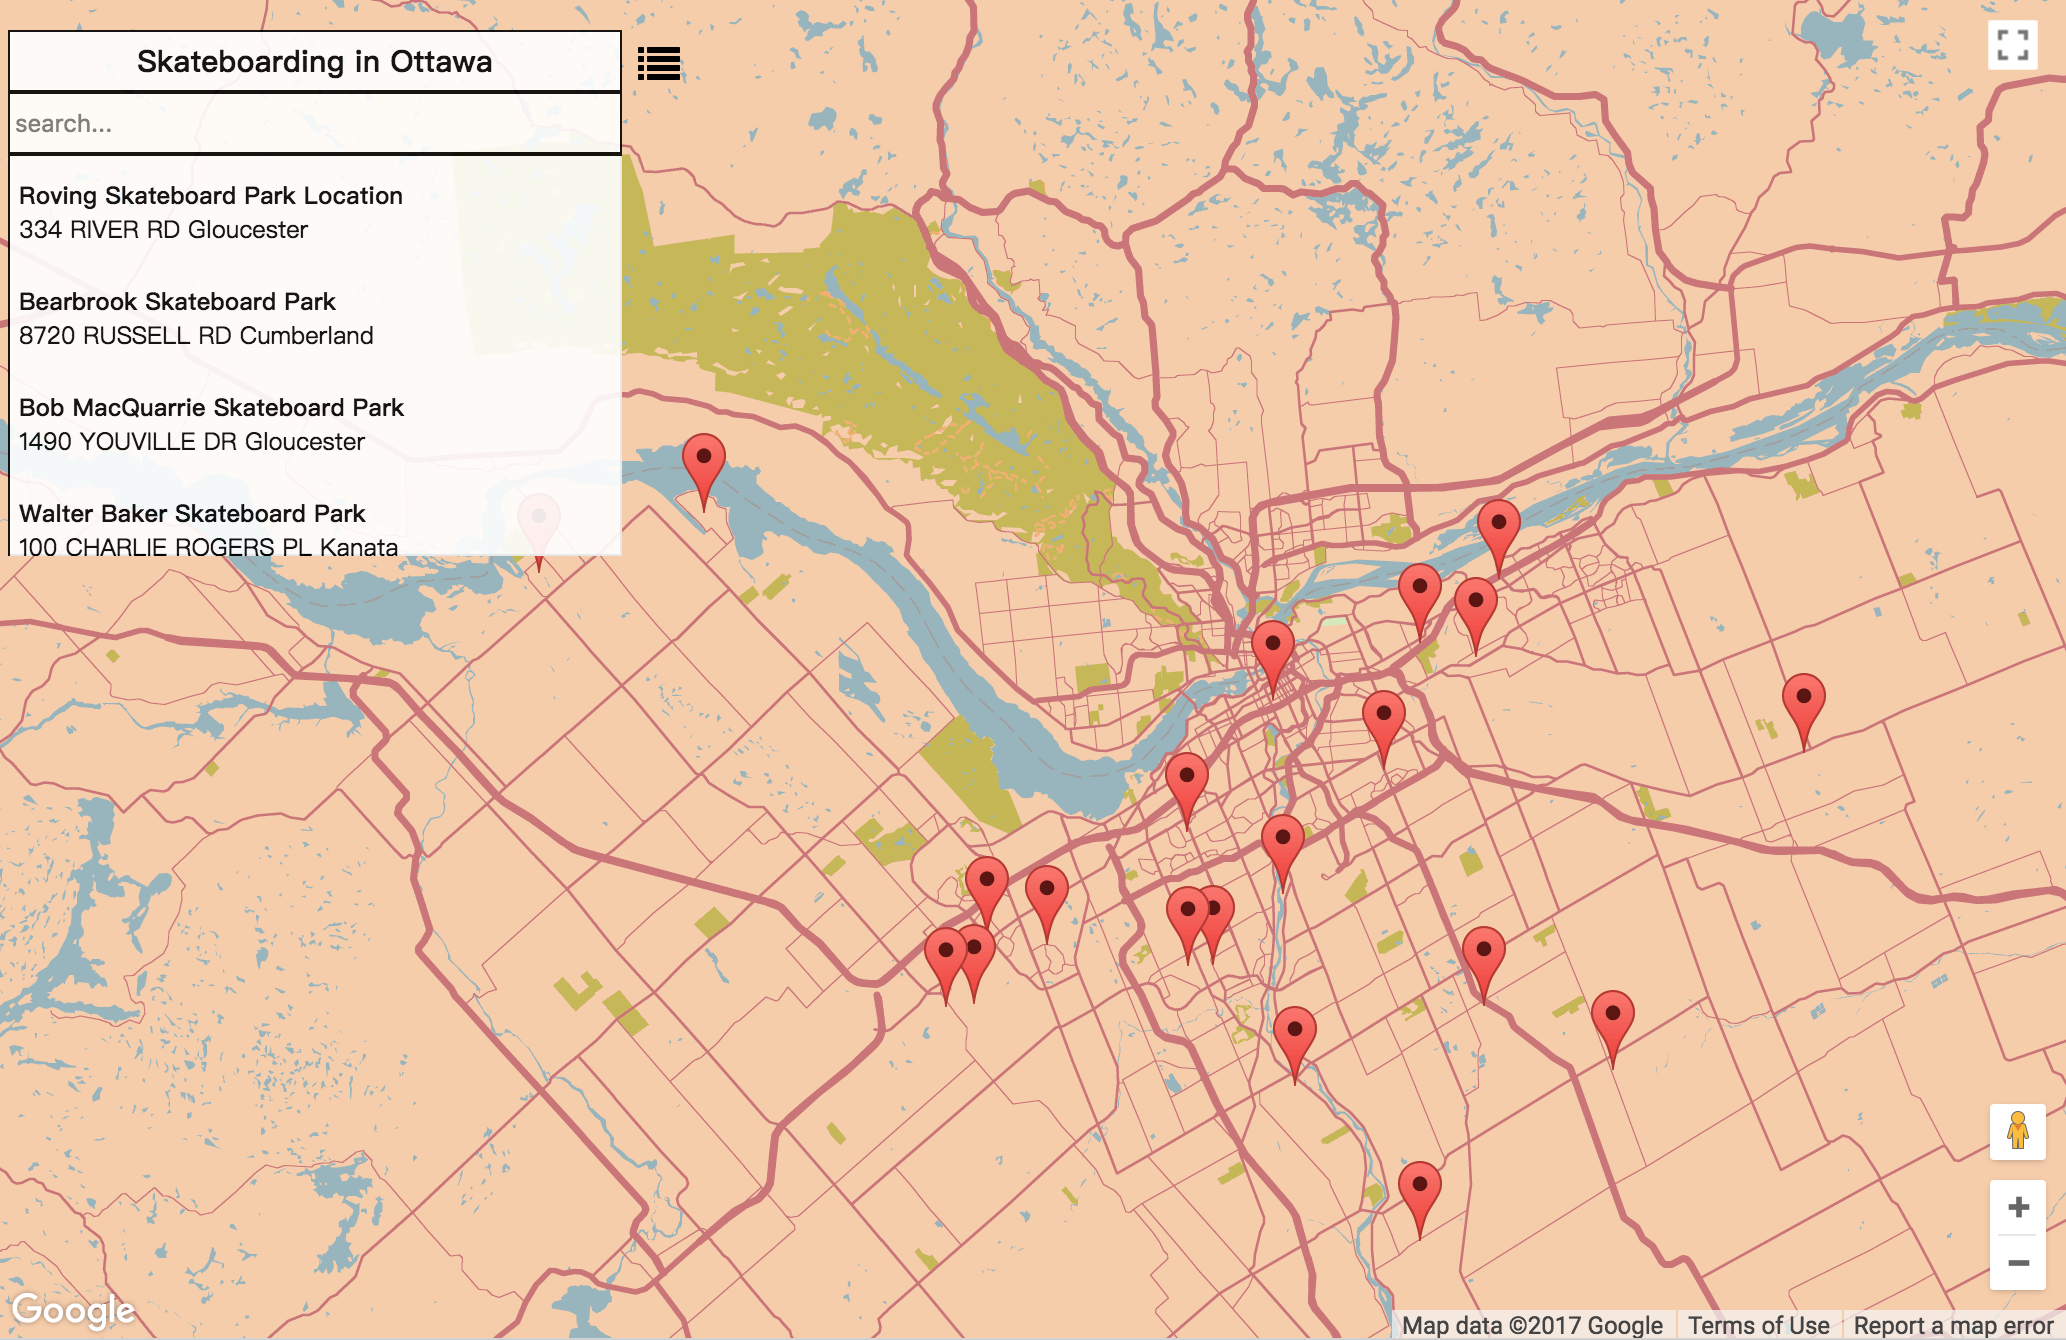 Skateboarding in Ottawa
search...
Roving Skateboard Park Location
334 RIVER RD Gloucester
Bearbrook Skateboard Park
8720 RUSSELL RD Cumberland
Bob MacQuarrie Skateboard Park
1490 YOUVILLE DR Gloucester
Walter Baker Skateboard Park
100 CHARLIE ROGERS PL Kanata
Google
Map data ©2017 Google
Terms of Use
Report a map error